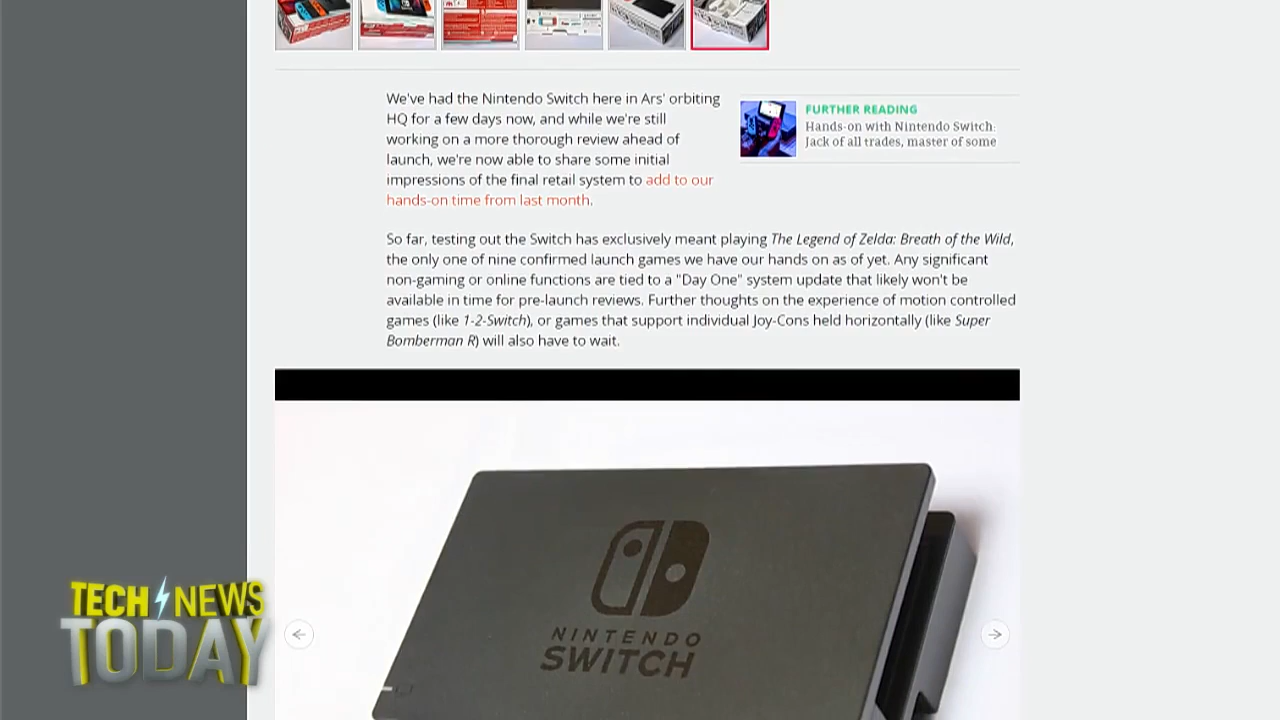 We've had the Nintendo Switch here in Ars' orbiting
HQ for a few days now, and while we're still
working on a more thorough review ahead of
launch, we're now able to share some initial
impressions of the final retail system to add to our
hands-on time from last month.
FURTHER READING
Hands-on with Nintendo Switch:
Jack of all trades, master of some
So far, testing out the Switch has exclusively meant playing The Legend of Zelda: Breath of the Wild,
the only one of nine confirmed launch games we have our hands on as of yet. Any significant
non-gaming or online functions are tied to a "Day One" system update that likely won't be
available in time for pre-launch reviews. Further thoughts on the experience of motion controlled
games (like 1-2-Switch), or games that support individual Joy-Cons held horizontally (like Super
Bomberman R) will also have to wait.
NINTENDO
SWITCH
TECH NEWS
TODAY